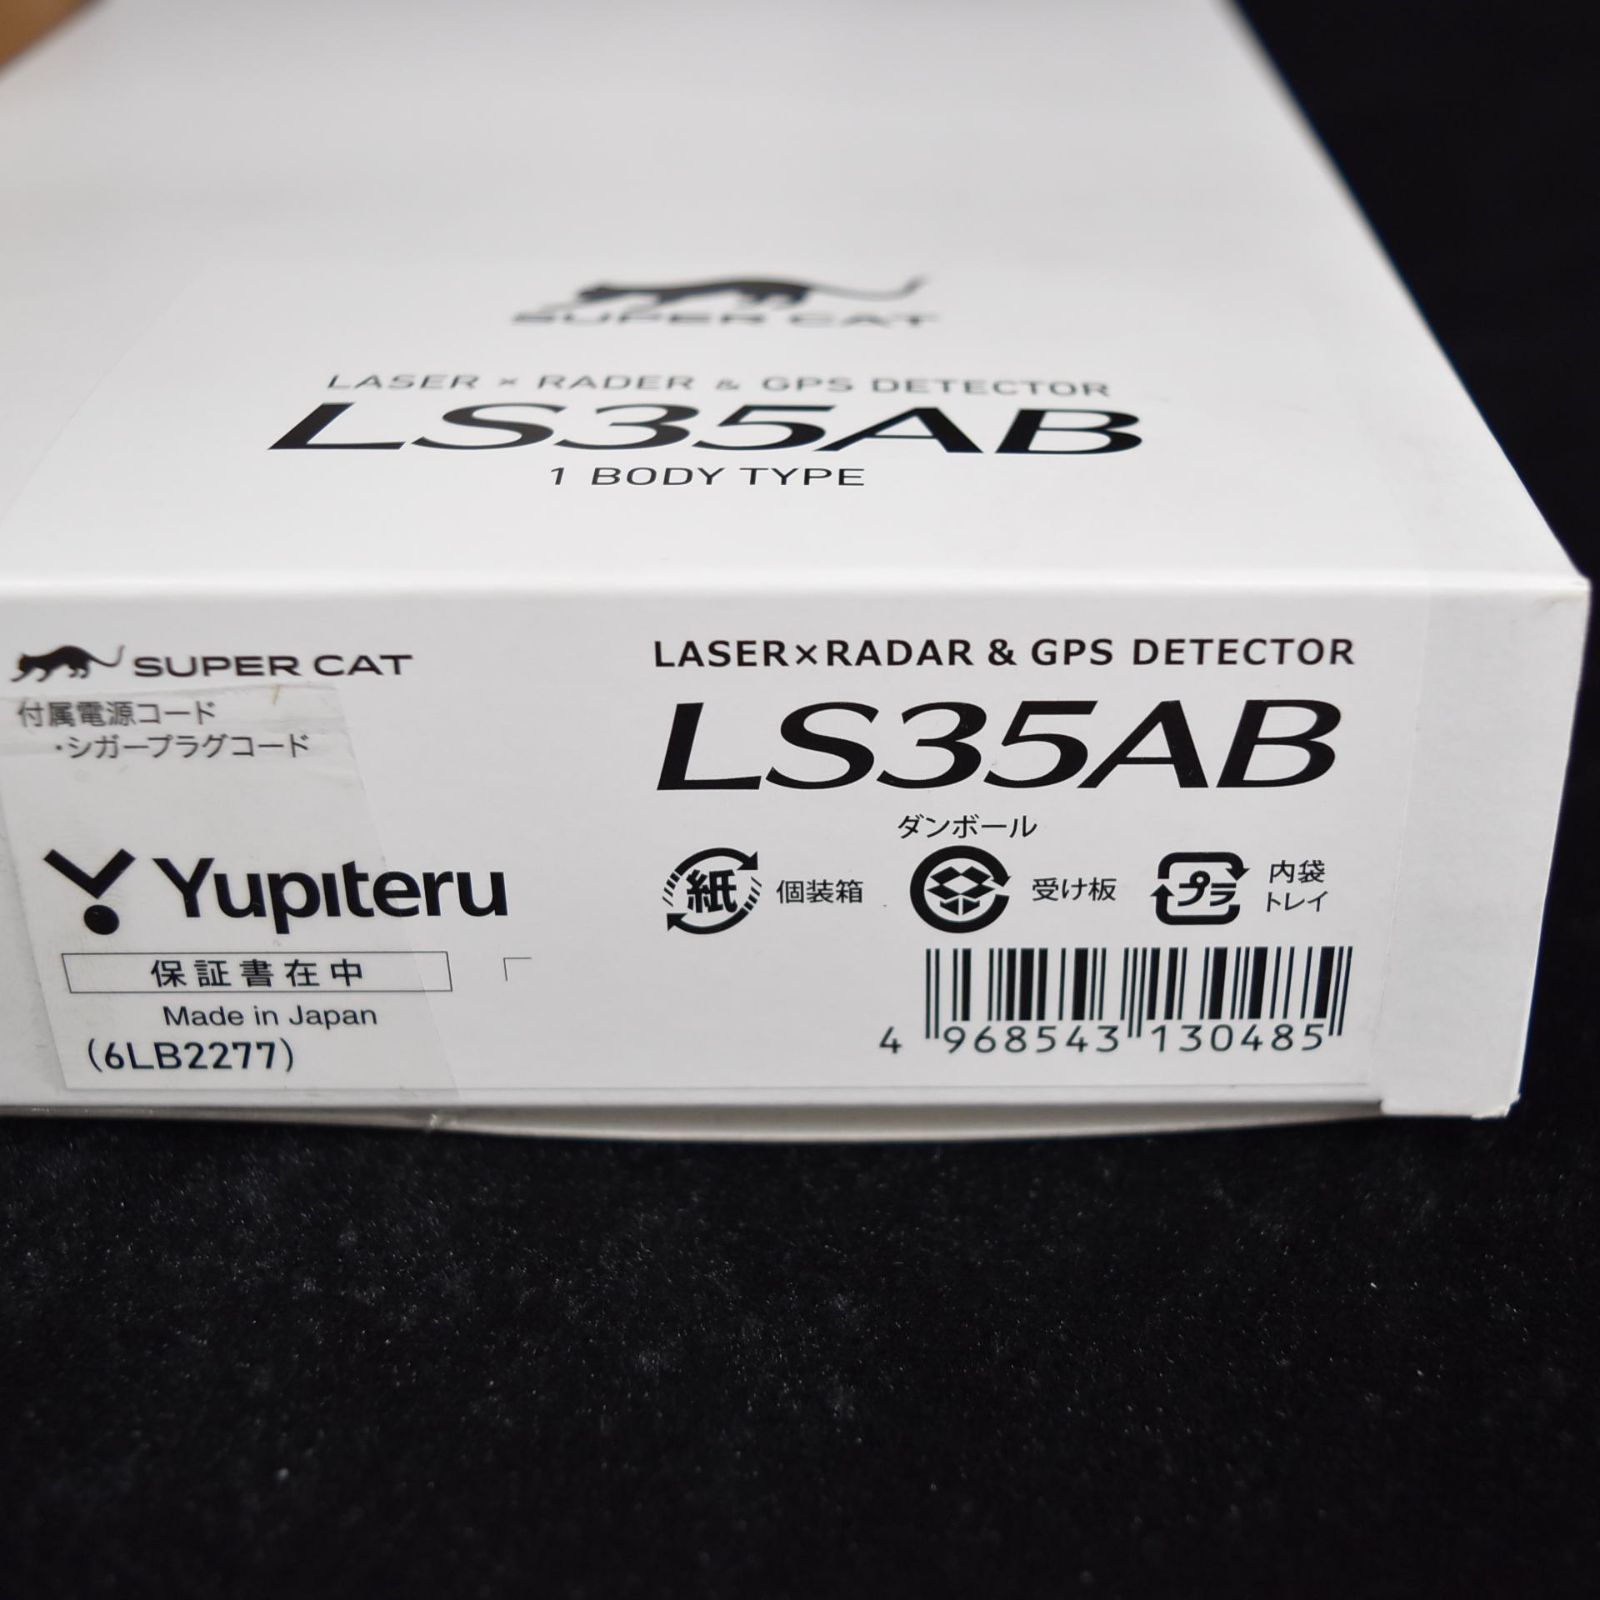 SUPER CAT
LASER × RADER & GPS DETECTOR
LS35AB
1 BODY TYPE
SUPER CAT
付属電源コード
・シガープラグコード
Yupiteru
保証書在中
Made in Japan
(6LB2277)
LASER×RADAR & GPS DETECTOR
LS35AB
ダンボール
紙 個装箱
受け板
プラ 内袋
トレイ
4 968543 130485